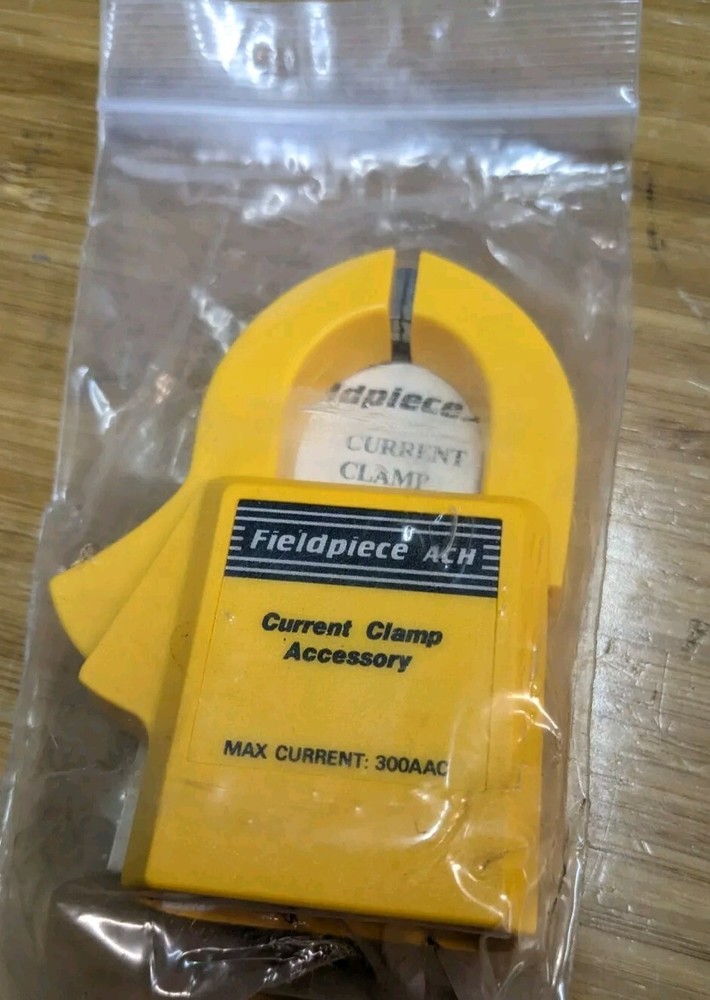 ldpiece
CURRENT
CLAMP
Fieldpiece ACH
Current Clamp
Accessory
MAX CURRENT: 300AAC